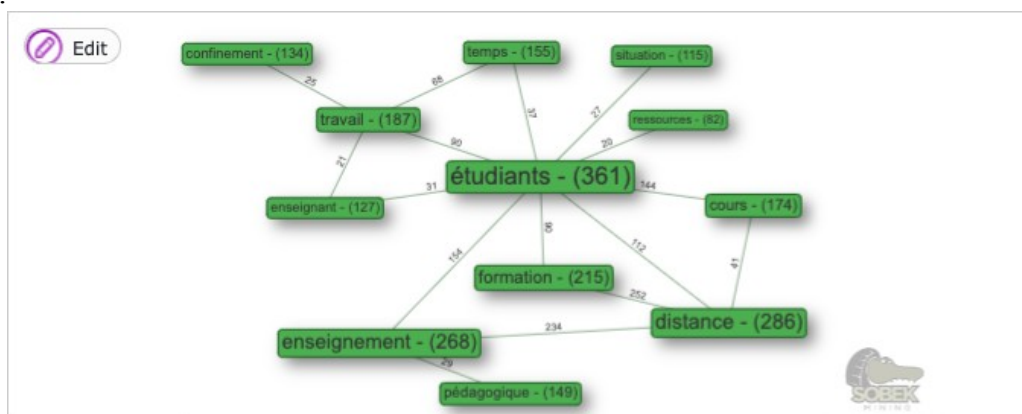 Edit
confinement - (134)
temps - (155)
situation - (115)
25
68
37
27
travail - (187)
ressources - (82)
90
20
21
étudiants - (361)
31
144
enseignant - (127)
cours - (174)
154
90
112
41
formation - (215)
252
distance - (286)
234
enseignement - (268)
29
pédagogique - (149)
SOBEK
MINING